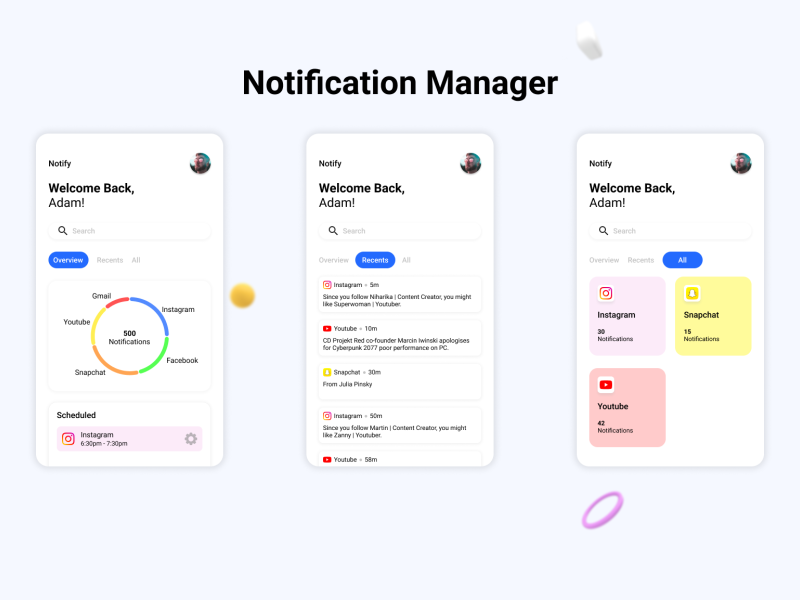 Notification Manager
Notify
Welcome Back,
Adam!
Search
Overview Recents All
Gmail
Instagram
Youtube
500
Notifications
Facebook
Snapchat
Scheduled
Instagram
6:30pm - 7:30pm
Notify
Welcome Back,
Adam!
Search
Overview Recents All
Instagram • 5m
Since you follow Niharika | Content Creator, you might
like Superwoman | Youtuber.
Youtube • 10m
CD Projekt Red co-founder Marcin Iwinski apologises
for Cyberpunk 2077 poor performance on PC.
Snapchat • 30m
From Julia Pinsky
Instagram • 50m
Since you follow Martin | Content Creator, you might
like Zanny | Youtuber.
Youtube • 58m
Notify
Welcome Back,
Adam!
Search
Overview Recents All
Instagram
30
Notifications
Snapchat
15
Notifications
Youtube
42
Notifications